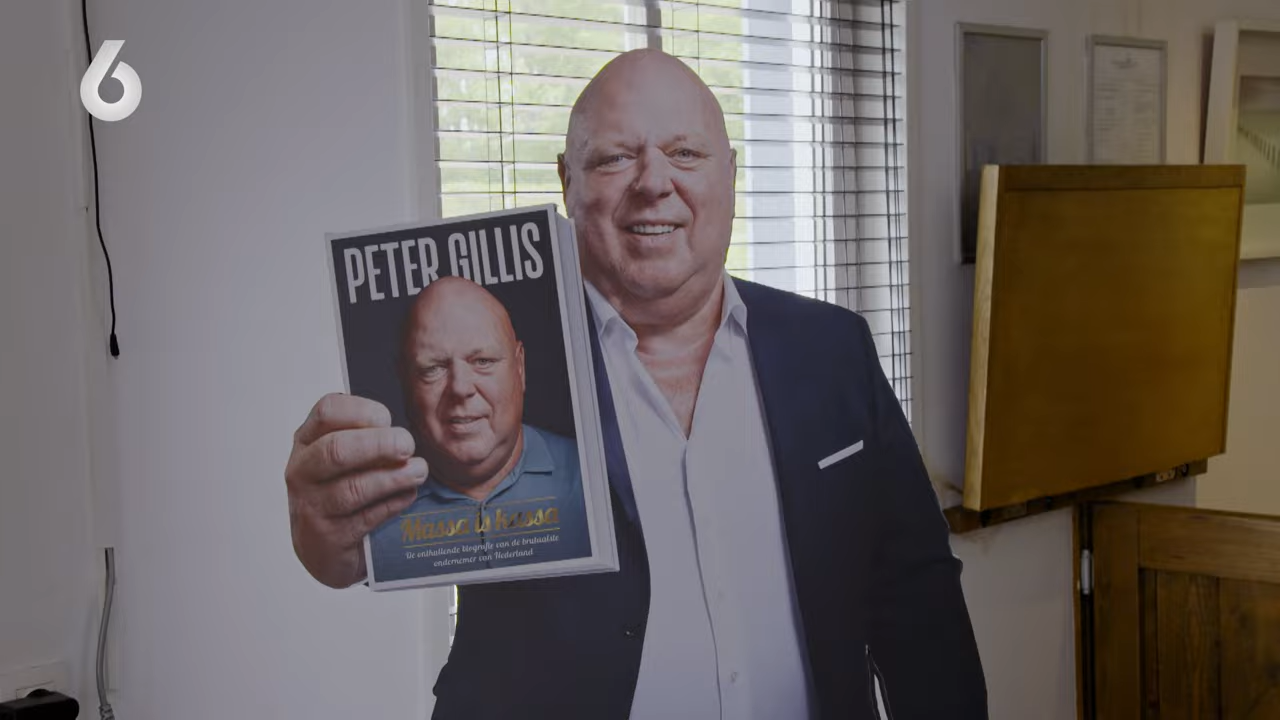 6
PETER GILLIS
Massa is kassa
De onthullende biografie van de brutaalste
ondernemer van Nederland